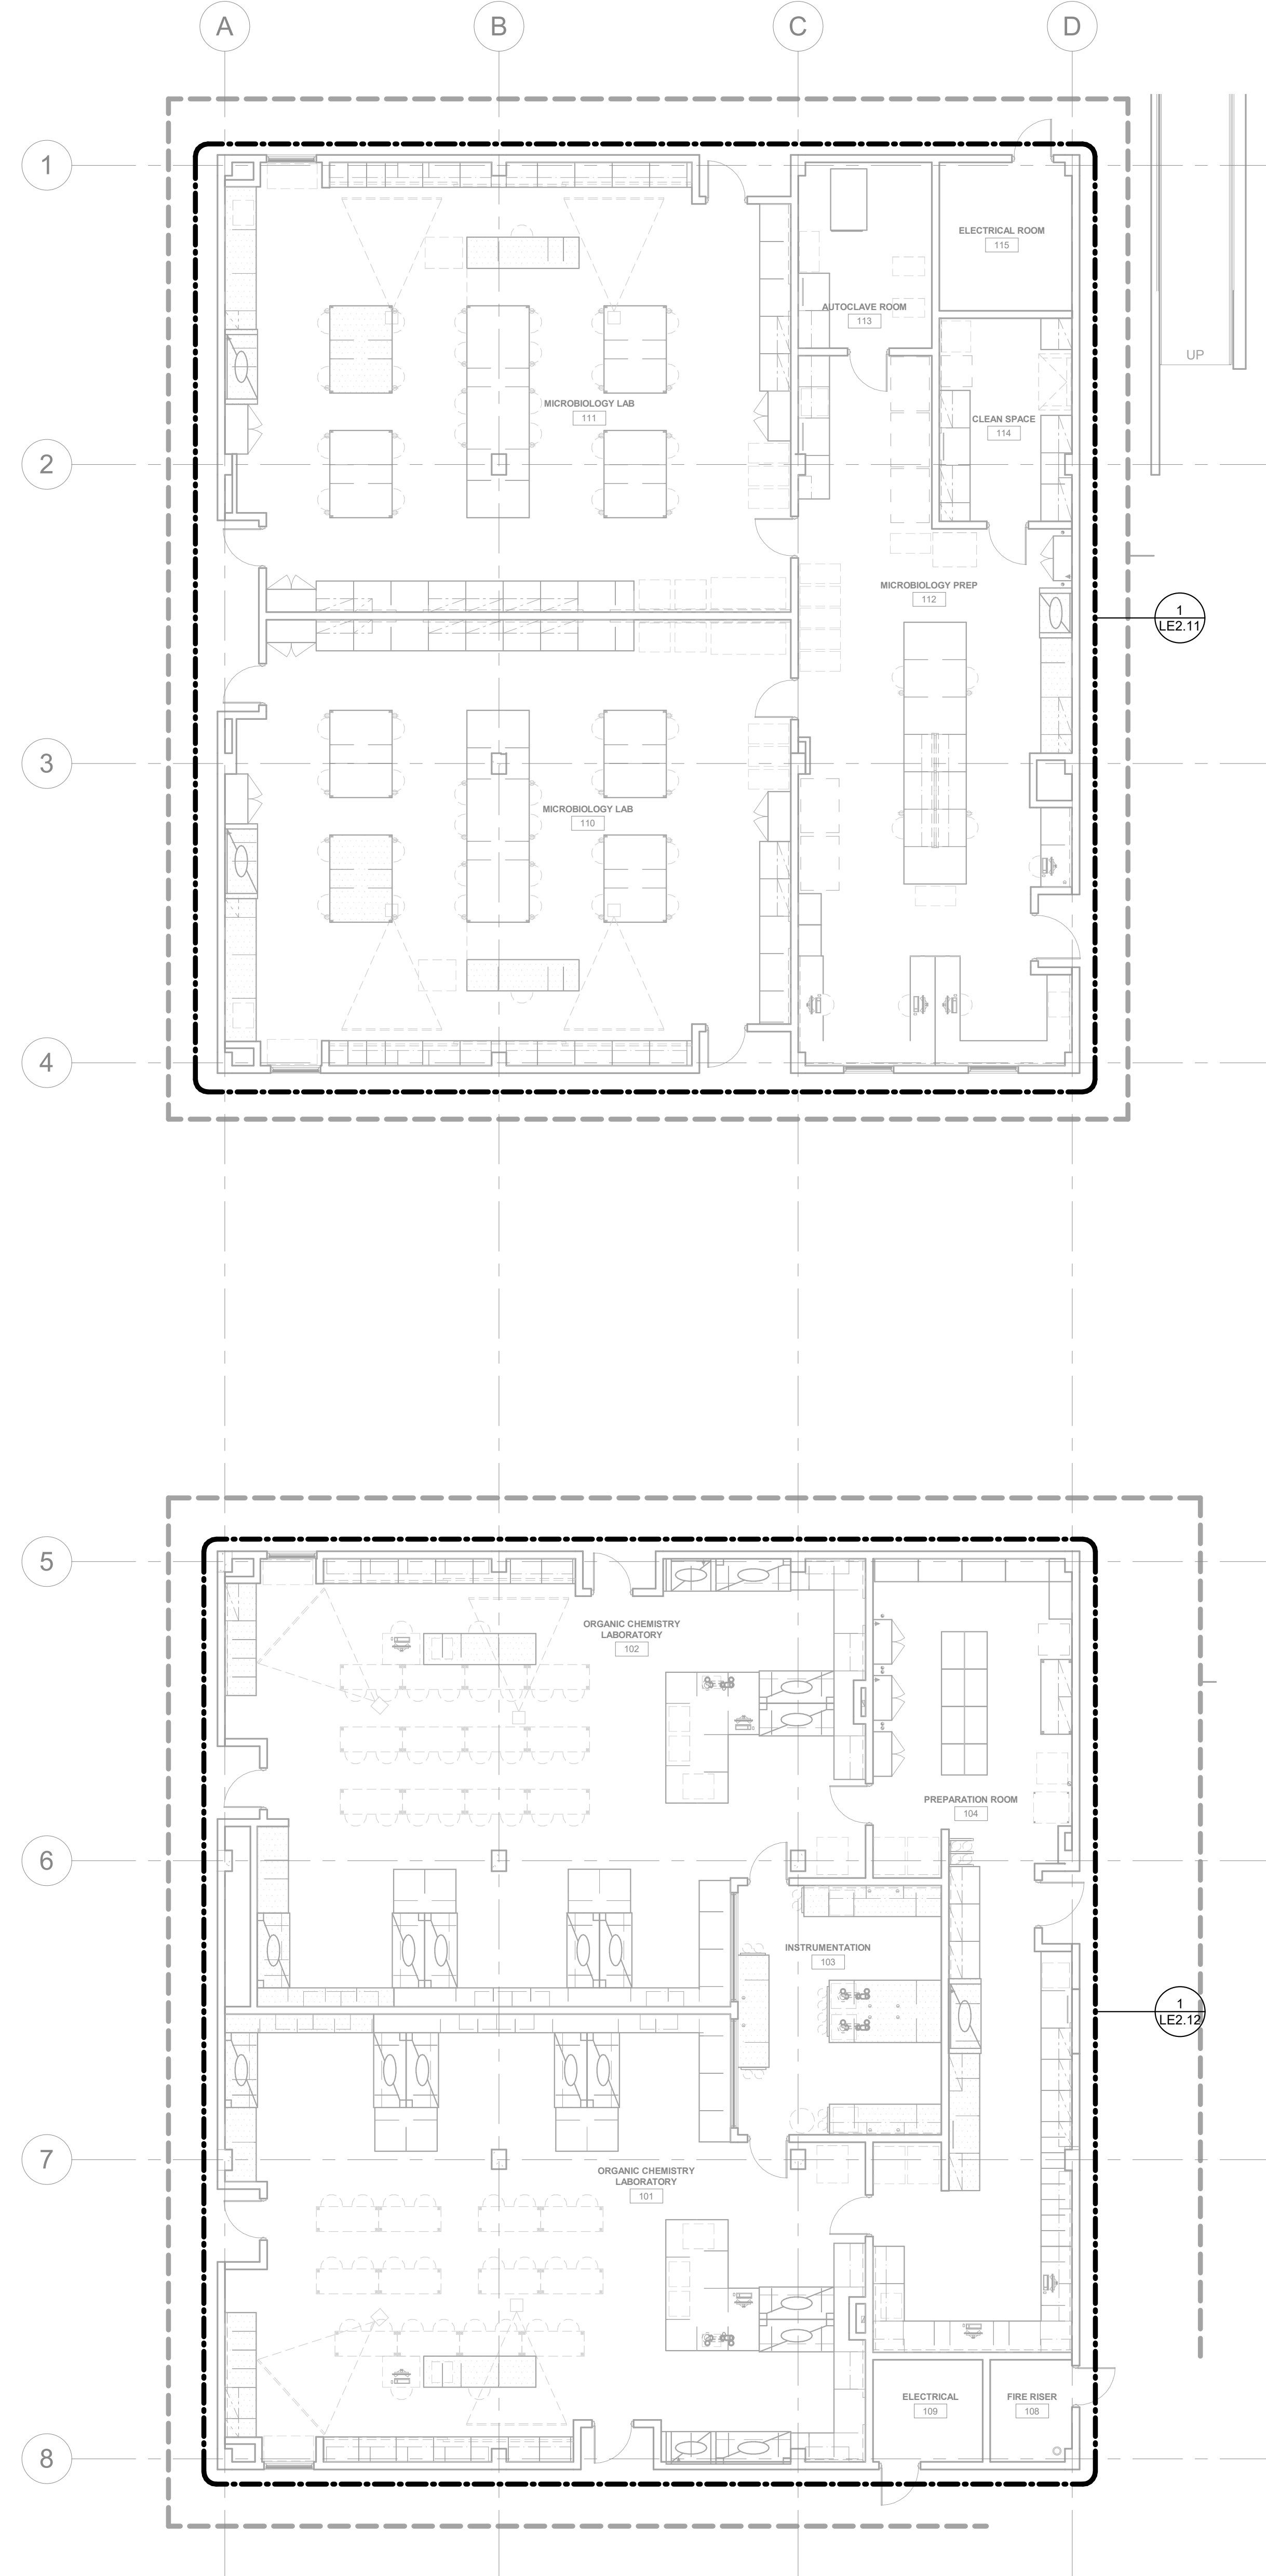 A B C D
1
ELECTRICAL ROOM
115
AUTOCLAVE ROOM
113
UP
MICROBIOLOGY LAB
111
CLEAN SPACE
114
2
MICROBIOLOGY PREP
112
1
LE2.11
3
MICROBIOLOGY LAB
110
4
5
ORGANIC CHEMISTRY
LABORATORY
102
PREPARATION ROOM
104
6
INSTRUMENTATION
103
1
LE2.12
7
ORGANIC CHEMISTRY
LABORATORY
101
ELECTRICAL
109
FIRE RISER
108
8